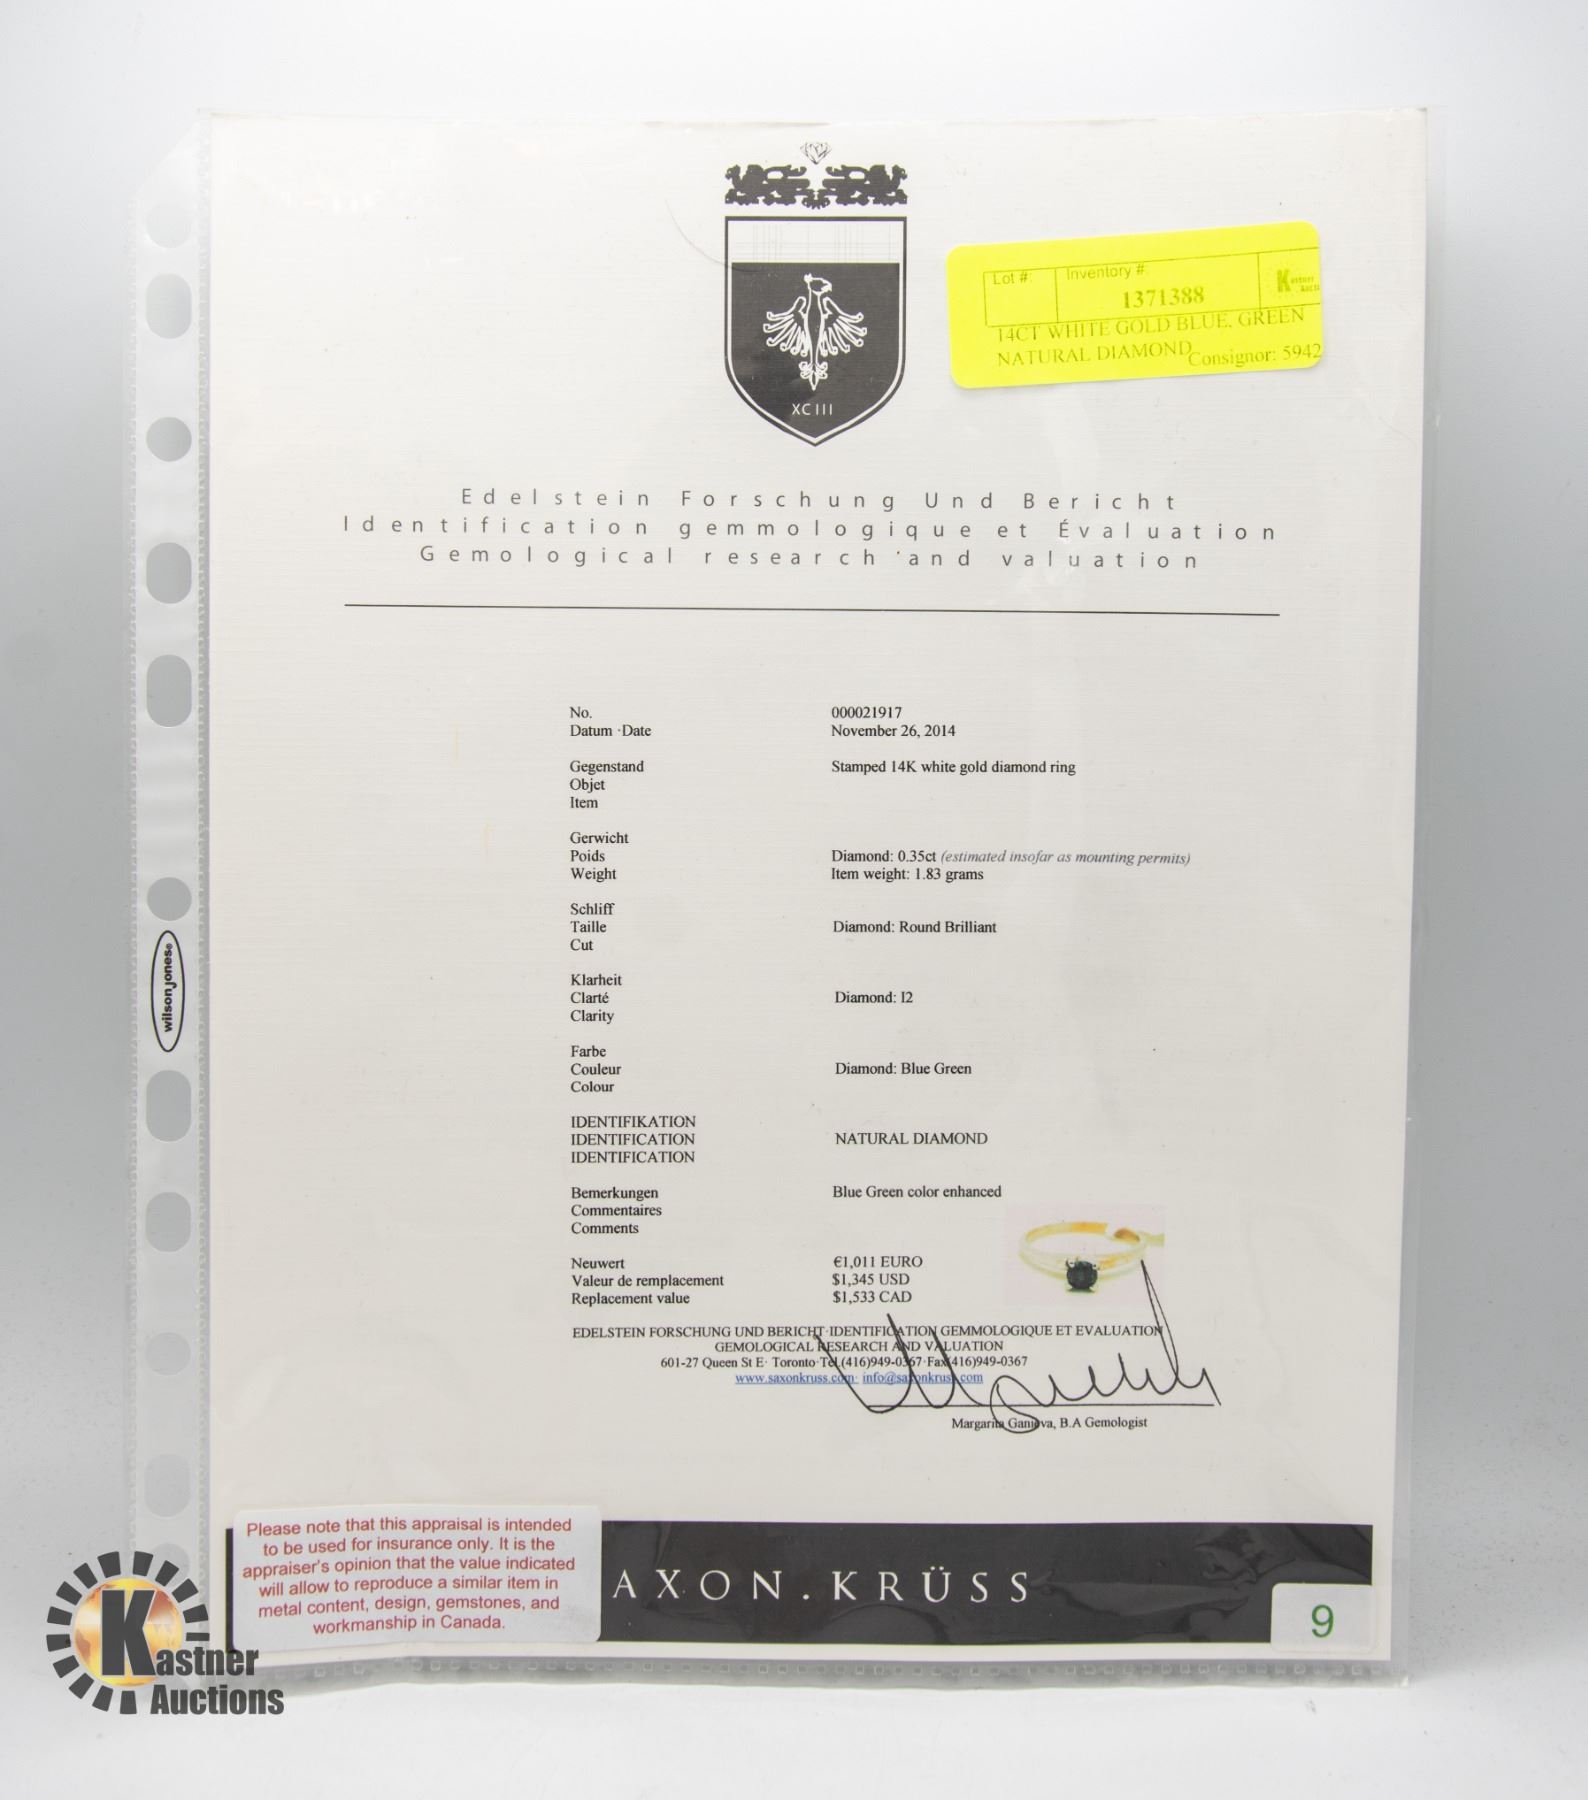 Lot #:
Inventory #:
1371388
14CT WHITE GOLD BLUE, GREEN
NATURAL DIAMOND
Consignor: 5942
XCIII
Edelstein Forschung Und Bericht
Identification gemmologique et Évaluation
Gemological research and valuation
No. 000021917
Datum ·Date November 26, 2014
Gegenstand Stamped 14K white gold diamond ring
Objet
Item
Gerwicht
Poids Diamond: 0.35ct (estimated insofar as mounting permits)
Weight Item weight: 1.83 grams
Schliff
Taille Diamond: Round Brilliant
Cut
Klarheit
Clarté Diamond: I2
Clarity
Farbe
Couleur Diamond: Blue Green
Colour
IDENTIFIKATION
IDENTIFICATION NATURAL DIAMOND
IDENTIFICATION
Bemerkungen Blue Green color enhanced
Commentaires
Comments
Neuwert €1,011 EURO
Valeur de remplacement $1,345 USD
Replacement value $1,533 CAD
EDELSTEIN FORSCHUNG UND BERICHT·IDENTIFICATION GEMMOLOGIQUE ET EVALUATION
GEMOLOGICAL RESEARCH AND VALUATION
601-27 Queen St E· Toronto·Tel.(416)949-0367·Fax(416)949-0367
www.saxonkruss.com· info@saxonkruss.com
Margarita Ganieva, B.A Gemologist
wilsonjones®
Please note that this appraisal is intended
to be used for insurance only. It is the
appraiser's opinion that the value indicated
will allow to reproduce a similar item in
metal content, design, gemstones, and
workmanship in Canada.
AXON.KRÜSS
9
Kastner
Auctions